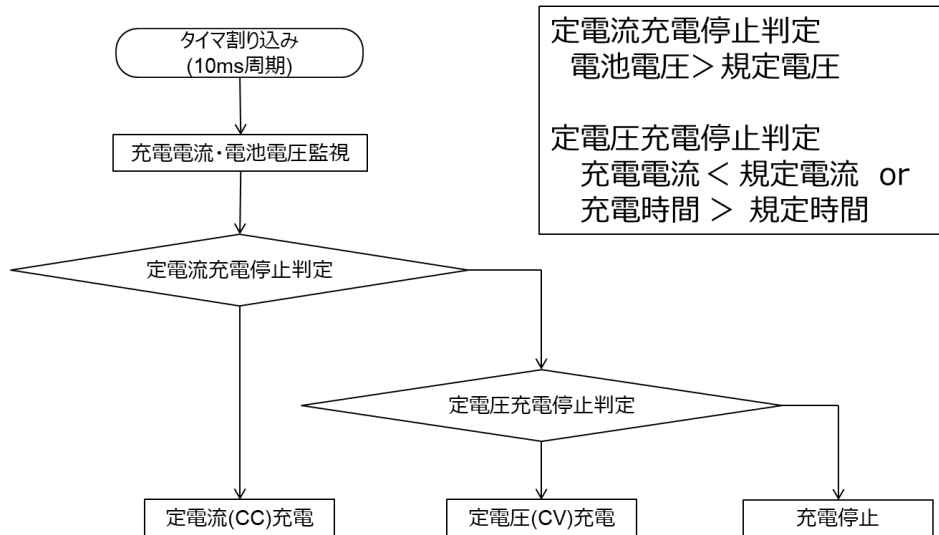 タイマ割り込み
(10ms周期)
充電電流・電池電圧監視
定電流充電停止判定
定電圧充電停止判定
定電流(CC)充電
定電圧(CV)充電
充電停止
定電流充電停止判定
電池電圧＞規定電圧
定電圧充電停止判定
充電電流 ＜ 規定電流 or
充電時間 ＞ 規定時間